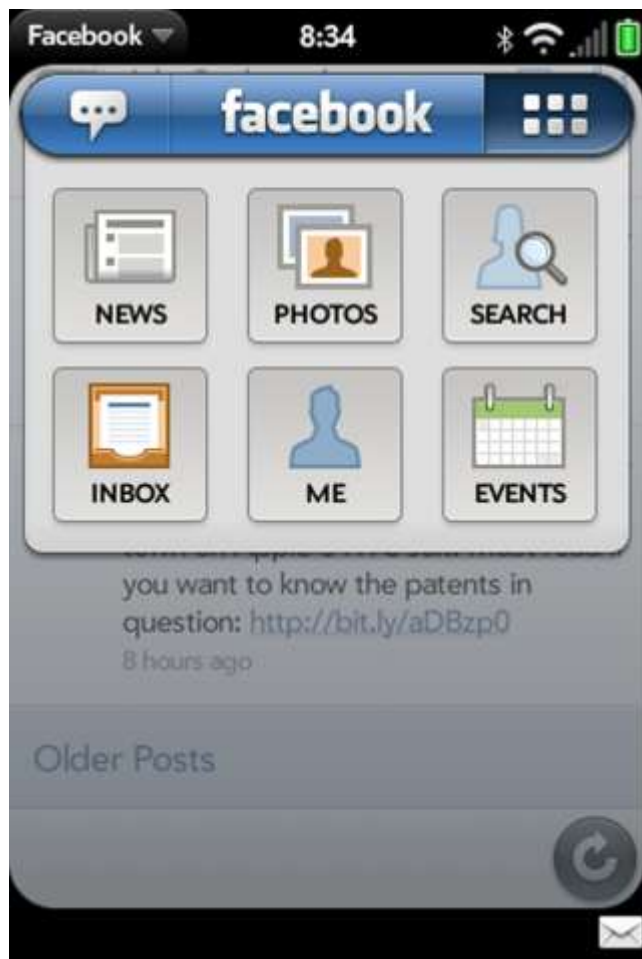 Facebook 8:34
facebook
NEWS PHOTOS SEARCH
INBOX ME EVENTS
you want to know the patents in
question: http://bit.ly/aDBzp0
8 hours ago
Older Posts